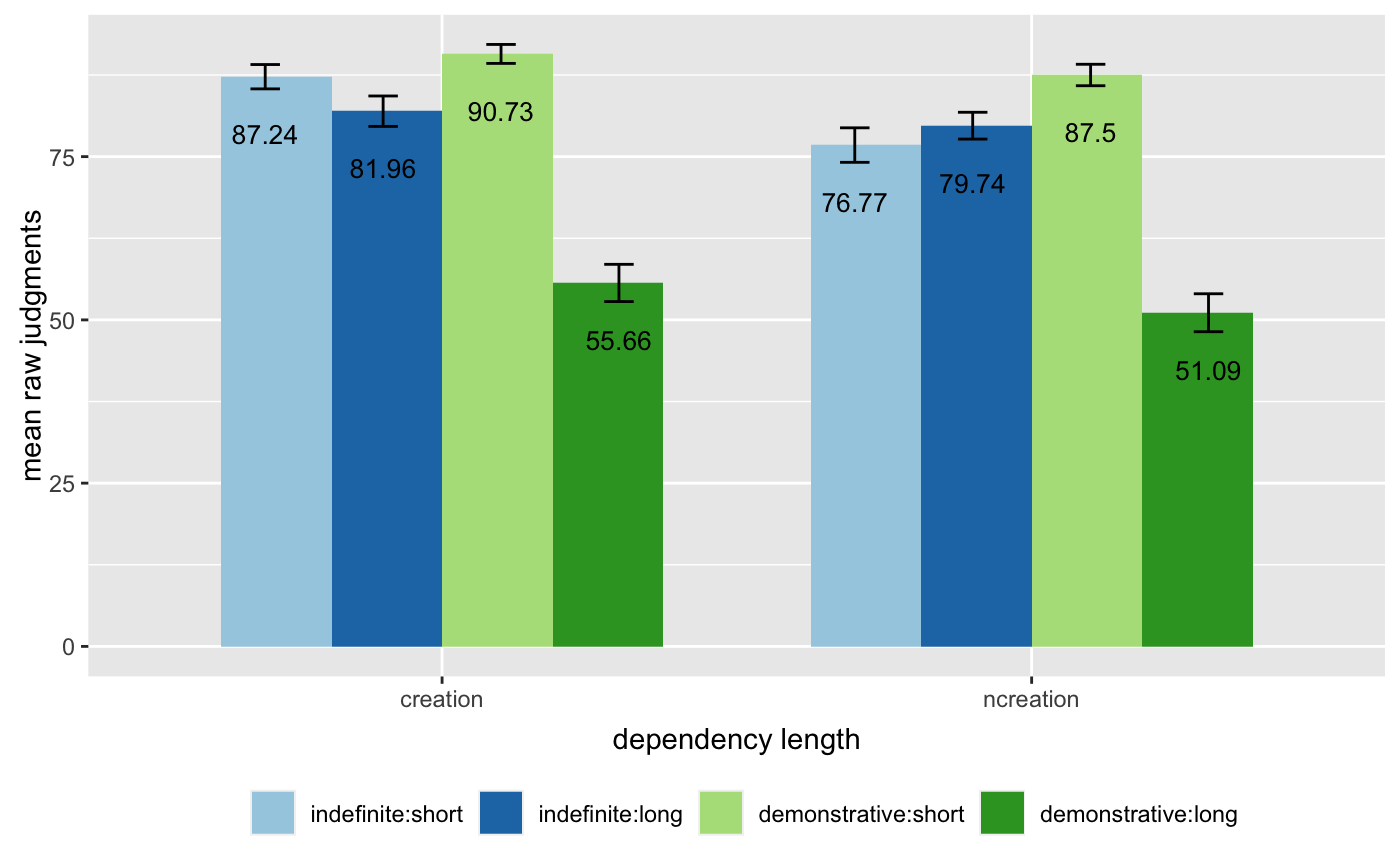 mean raw judgments
75
50
25
0
87.24
81.96
90.73
55.66
76.77
79.74
87.5
51.09
creation
ncreation
dependency length
indefinite:short
indefinite:long
demonstrative:short
demonstrative:long